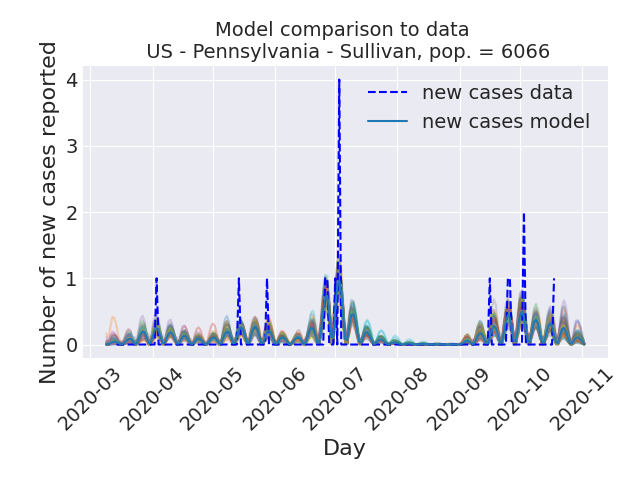 Model comparison to data
US - Pennsylvania - Sullivan, pop. = 6066
Number of new cases reported
4
3
2
1
0
new cases data
new cases model
2020-03
2020-04
2020-05
2020-06
2020-07
2020-08
2020-09
2020-10
2020-11
Day